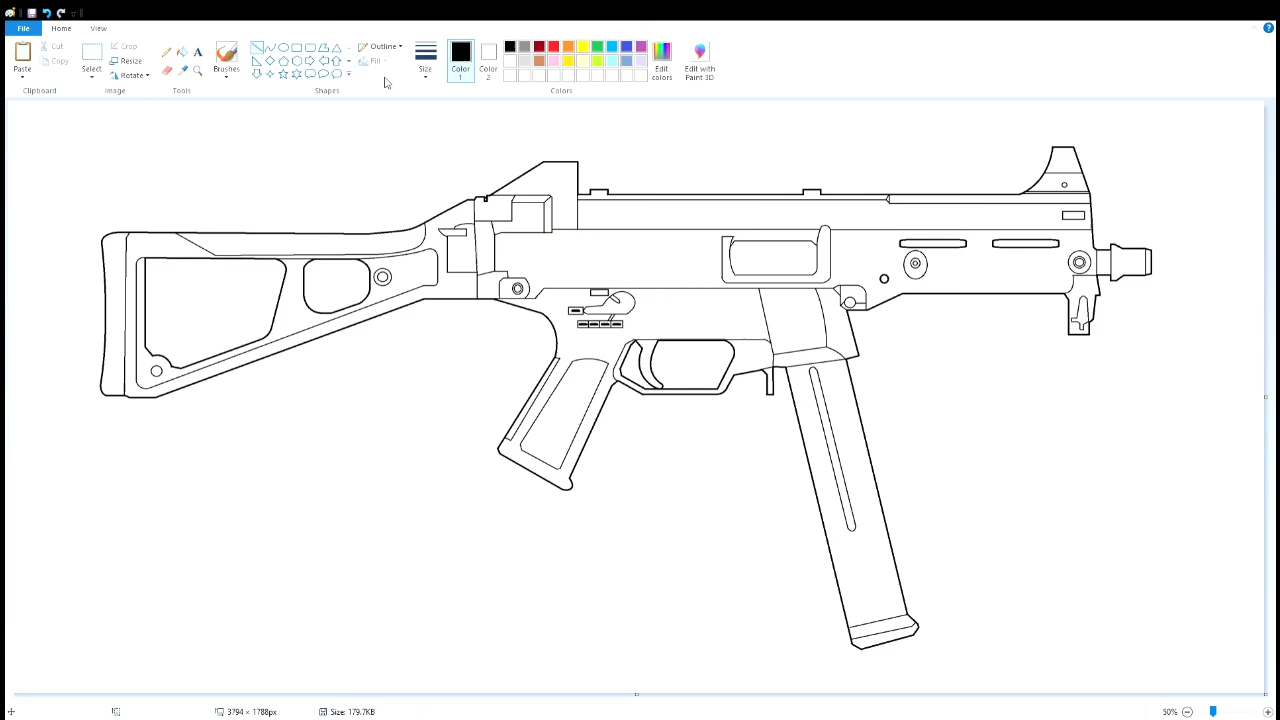 File Home View
Paste Cut Copy Select Crop Resize Rotate Brushes Outline Fill Size Color 1 Color 2 Edit colors Edit with Paint 3D
Clipboard Image Tools Shapes Colors
3794 × 1788px Size: 179.7KB 50%